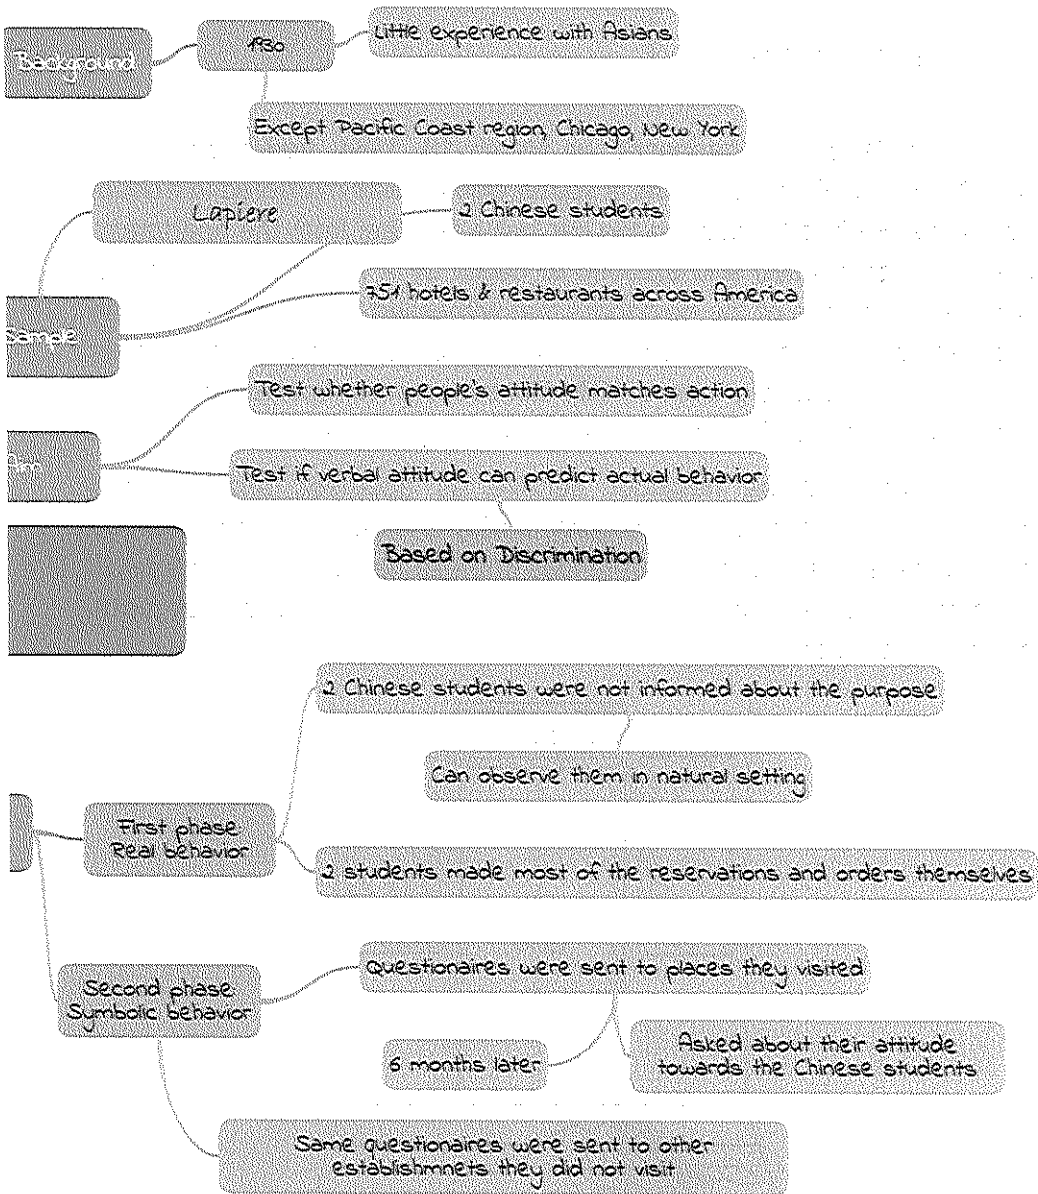 Background
1930
Little experience with Asians
Except Pacific Coast region, Chicago, New York
Lapiere
2 Chinese students
Sample
751 hotels & restaurants across America
Test whether people's attitude matches action
Aim
Test if verbal attitude can predict actual behavior
Based on Discrimination
2 Chinese students were not informed about the purpose
Can observe them in natural setting
First phase
Real behavior
2 students made most of the reservations and orders themselves
Second phase
Symbolic behavior
Questionaires were sent to places they visited
6 months later
Asked about their attitude
towards the Chinese students
Same questionaires were sent to other
establishmnets they did not visit